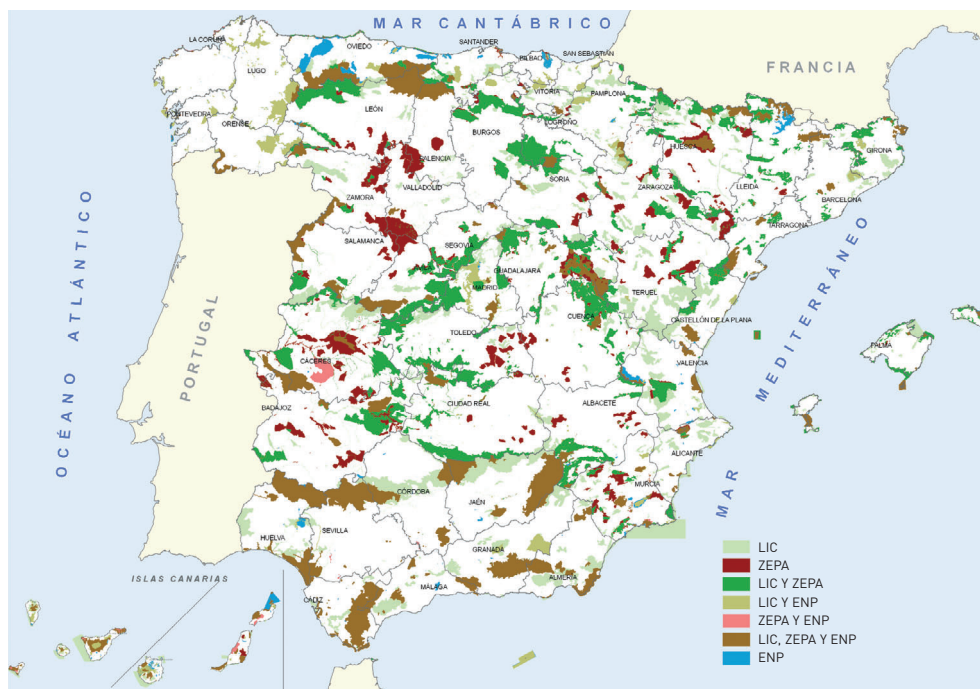 MAR CANTÁBRICO
LA CORUÑA
OVIEDO
SANTANDER
BILBAO
SAN SEBASTIÁN
FRANCIA
LUGO
VITORIA
PAMPLONA
LEÓN
PONTEVEDRA
ORENSE
BURGOS
LOGROÑO
HUESCA
GIRONA
PALENCIA
SORIA
ZARAGOZA
LLEIDA
BARCELONA
ZAMORA
VALLADOLID
TARRAGONA
SALAMANCA
SEGOVIA
ÁVILA
GUADALAJARA
MADRID
TERUEL
CUENCA
CASTELLÓN DE LA PLANA
OCÉANO ATLÁNTICO
PORTUGAL
TOLEDO
CÁCERES
VALENCIA
PALMA
MAR MEDITERRÁNEO
BADAJOZ
CIUDAD REAL
ALBACETE
ALICANTE
CÓRDOBA
JAÉN
MURCIA
HUELVA
SEVILLA
GRANADA
ALMERÍA
MÁLAGA
CÁDIZ
ISLAS CANARIAS
LIC
ZEPA
LIC Y ZEPA
LIC Y ENP
ZEPA Y ENP
LIC, ZEPA Y ENP
ENP